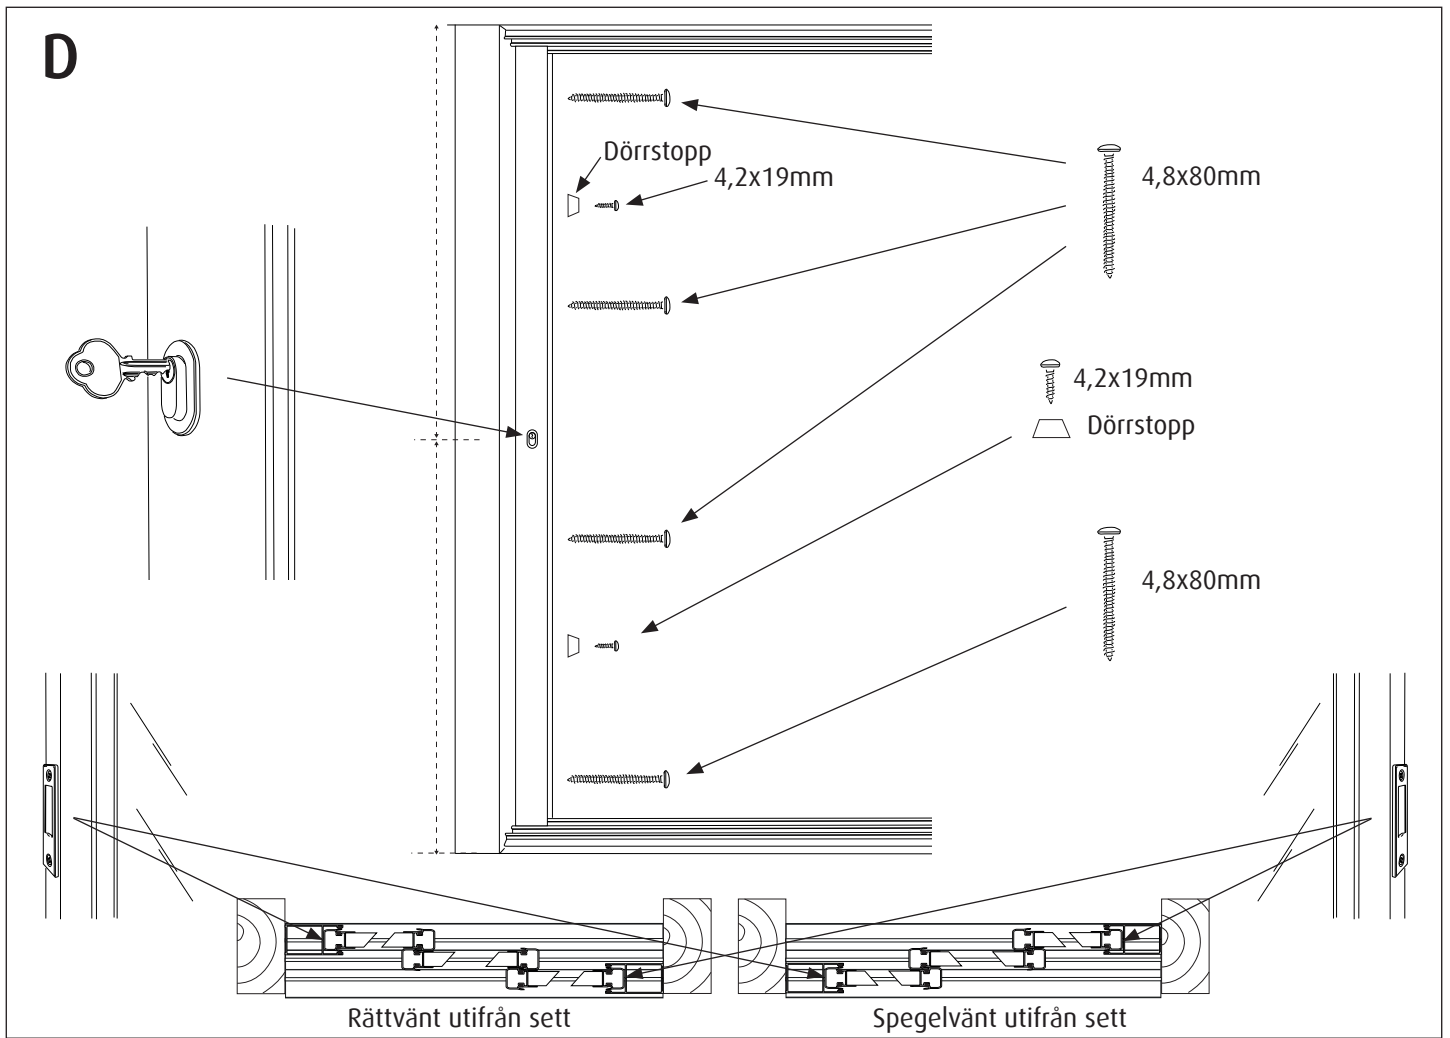 D
Dörrstopp
4,2x19mm
4,8x80mm
4,2x19mm
Dörrstopp
4,8x80mm
Rättvänt utifrån sett
Spegelvänt utifrån sett